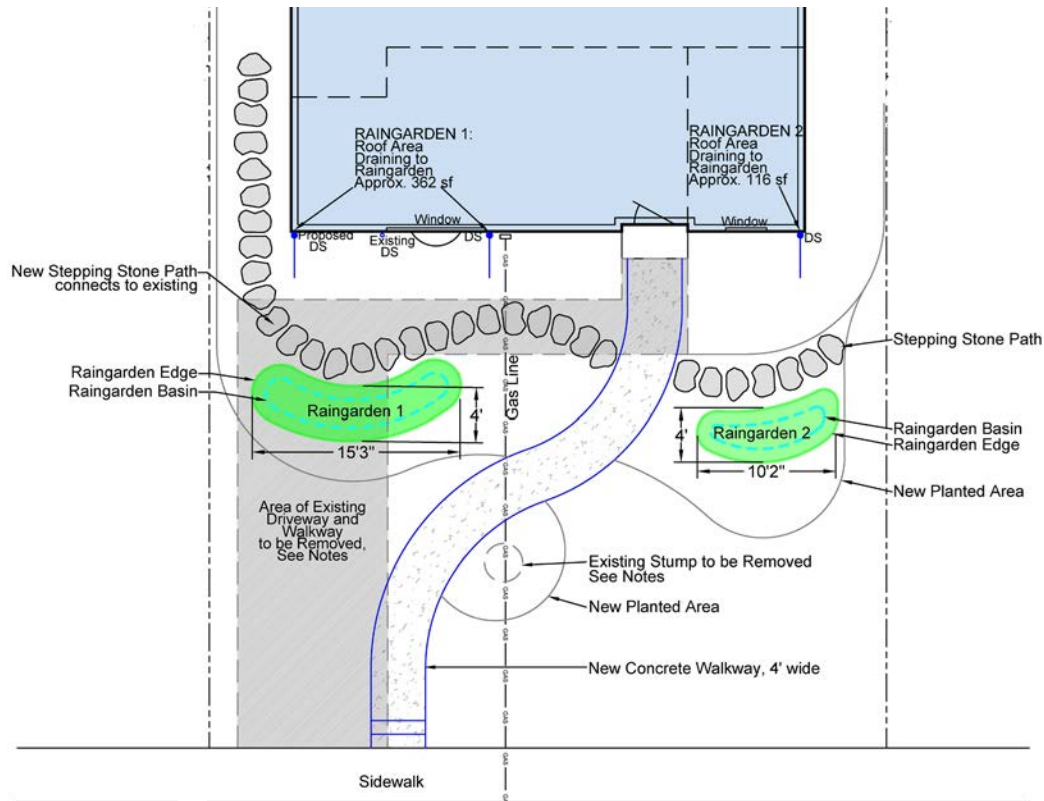 RAINGARDEN 1:
Roof Area
Draining to
Raingarden
Approx. 362 sf
RAINGARDEN 2
Roof Area
Draining to
Raingarden
Approx. 116 sf
Window
Window
Proposed
DS
Existing
DS
DS
DS
New Stepping Stone Path
connects to existing
Stepping Stone Path
Raingarden Edge
Raingarden Basin
Raingarden 1
4'
15'3"
Gas Line
GAS
Raingarden 2
4'
10'2"
Raingarden Basin
Raingarden Edge
New Planted Area
Area of Existing
Driveway and
Walkway
to be Removed,
See Notes
Existing Stump to be Removed
See Notes
New Planted Area
New Concrete Walkway, 4' wide
Sidewalk